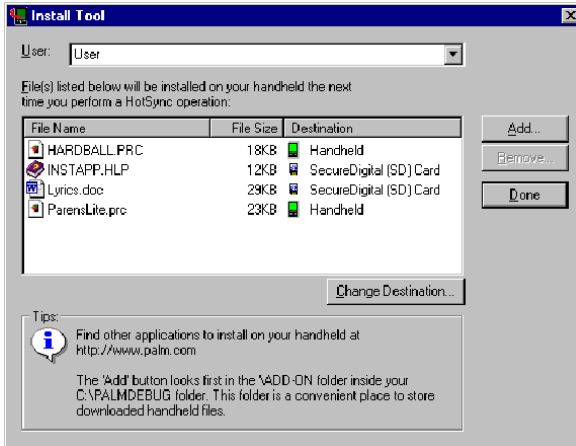 Install Tool
User: User
File(s) listed below will be installed on your handheld the next
time you perform a HotSync operation:
File Name File Size Destination
HARDBALL.PRC 18KB Handheld
INSTAPP.HLP 12KB SecureDigital (SD) Card
Lyrics.doc 29KB SecureDigital (SD) Card
ParensLite.prc 23KB Handheld
Add...
Remove...
Done
Change Destination...
Tips:
Find other applications to install on your handheld at
http://www.palm.com
The 'Add' button looks first in the \ADD-ON folder inside your
C:\PALMDEBUG folder. This folder is a convenient place to store
downloaded handheld files.